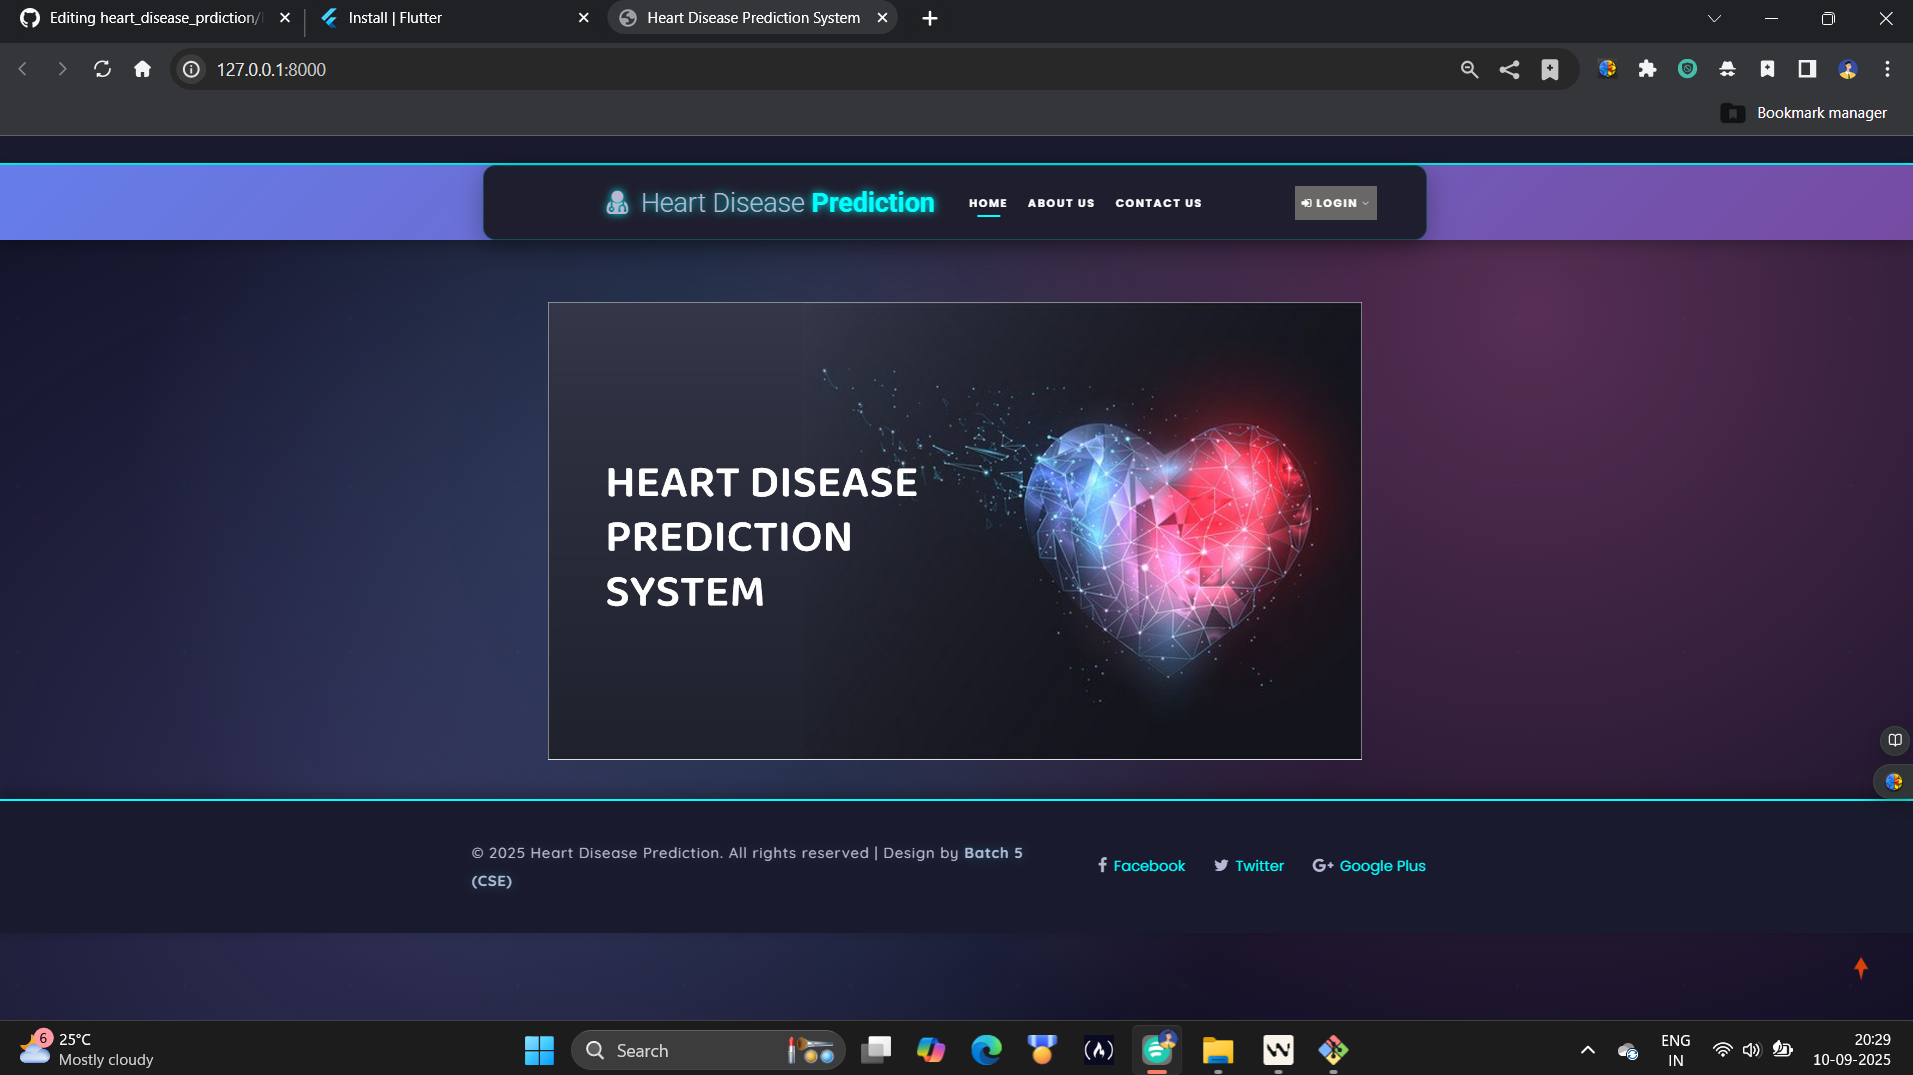 Editing heart_disease_prdiction/
Install | Flutter
Heart Disease Prediction System
127.0.0.1:8000
Bookmark manager
Heart Disease Prediction
HOME
ABOUT US
CONTACT US
LOGIN
HEART DISEASE
PREDICTION
SYSTEM
© 2025 Heart Disease Prediction. All rights reserved | Design by Batch 5
(CSE)
Facebook
Twitter
G+ Google Plus
6
25°C
Mostly cloudy
Search
ENG
IN
20:29
10-09-2025